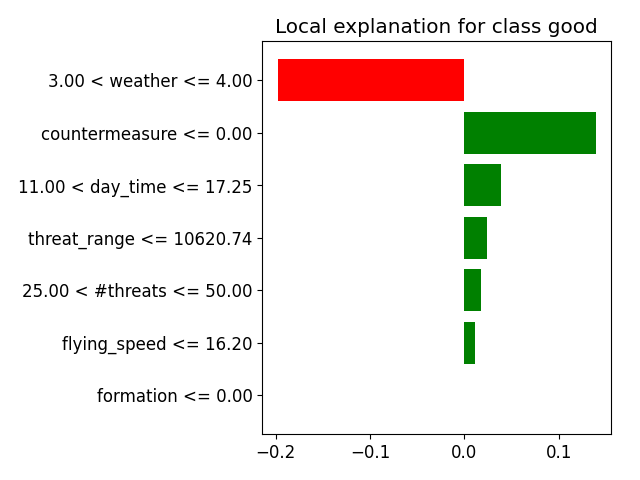 Local explanation for class good
3.00 < weather <= 4.00
countermeasure <= 0.00
11.00 < day_time <= 17.25
threat_range <= 10620.74
25.00 < #threats <= 50.00
flying_speed <= 16.20
formation <= 0.00
−0.2 −0.1 0.0 0.1